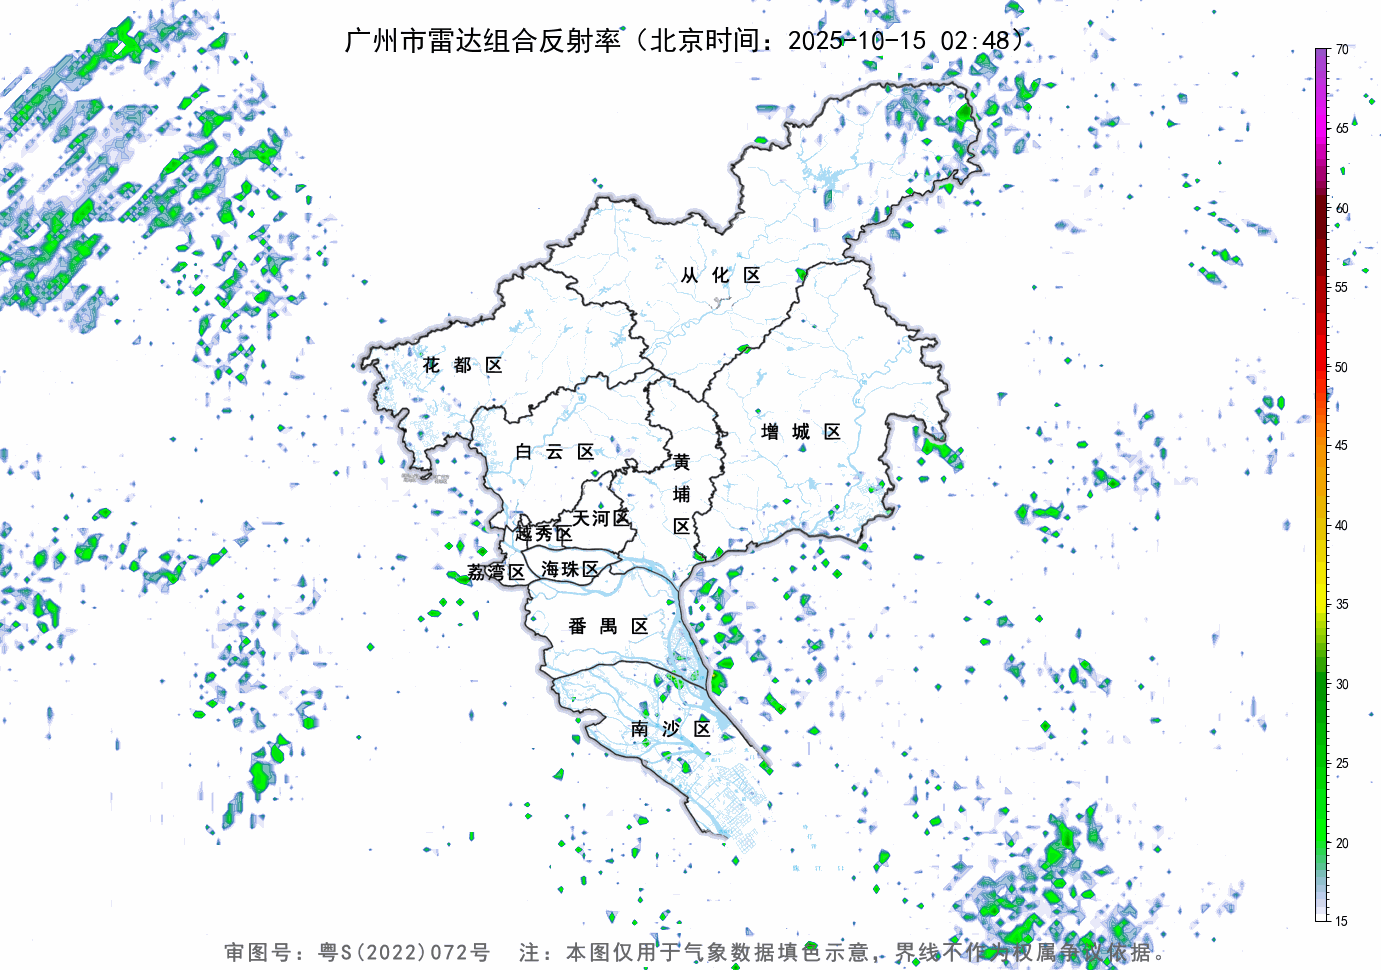 广州市雷达组合反射率（北京时间：2025-10-15 02:48）
70
65
60
55
50
45
40
35
30
25
20
15
从化区
花都区
增城区
白云区
黄埔区
天河区
越秀区
荔湾区
海珠区
番禺区
南沙区
审图号：粤S(2022)072号 注：本图仅用于气象数据填色示意，界线不作为权属争议依据。